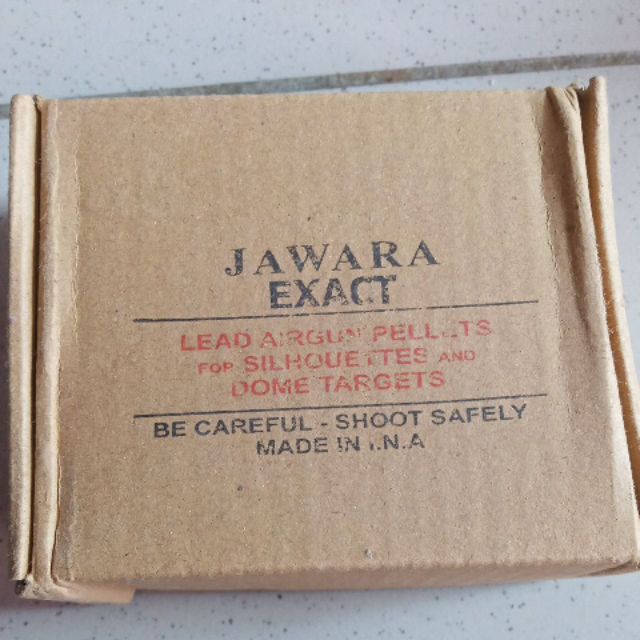 JAWARA
EXACT
LEAD AIRGUN PELLETS
FOR SILHOUETTES AND
DOME TARGETS
BE CAREFUL - SHOOT SAFELY
MADE IN I.N.A